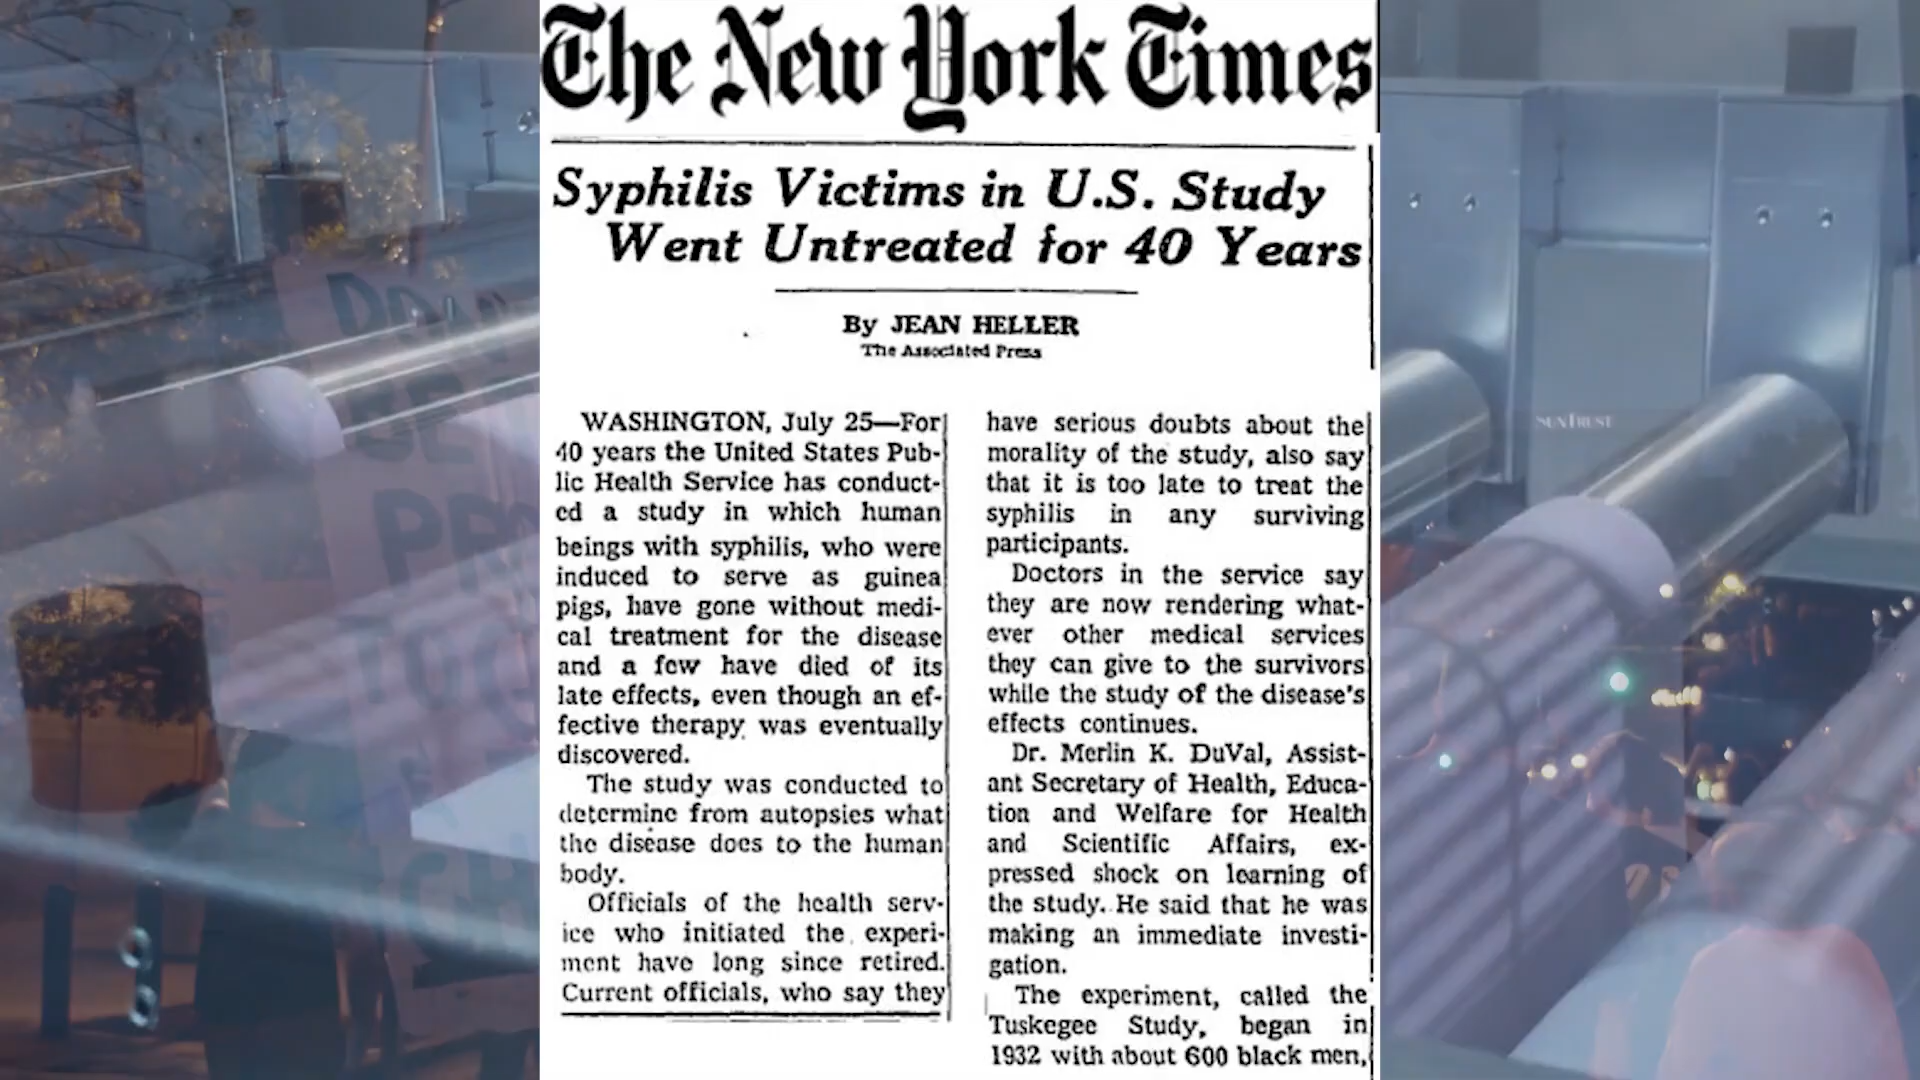 The New York Times
Syphilis Victims in U.S. Study
Went Untreated for 40 Years
By JEAN HELLER
The Associated Press
WASHINGTON, July 25—For
40 years the United States Pub-
lic Health Service has conduct-
ed a study in which human
beings with syphilis, who were
induced to serve as guinea
pigs, have gone without medi-
cal treatment for the disease
and a few have died of its
late effects, even though an ef-
fective therapy was eventually
discovered.
The study was conducted to
determine from autopsies what
the disease does to the human
body.
Officials of the health serv-
ice who initiated the experi-
ment have long since retired.
Current officials, who say they
have serious doubts about the
morality of the study, also say
that it is too late to treat the
syphilis in any surviving
participants.
Doctors in the service say
they are now rendering what-
ever other medical services
they can give to the survivors
while the study of the disease's
effects continues.
Dr. Merlin K. DuVal, Assist-
ant Secretary of Health, Educa-
tion and Welfare for Health
and Scientific Affairs, ex-
pressed shock on learning of
the study. He said that he was
making an immediate investi-
gation.
The experiment, called the
Tuskegee Study, began in
1932 with about 600 black men,
SUNTRUST